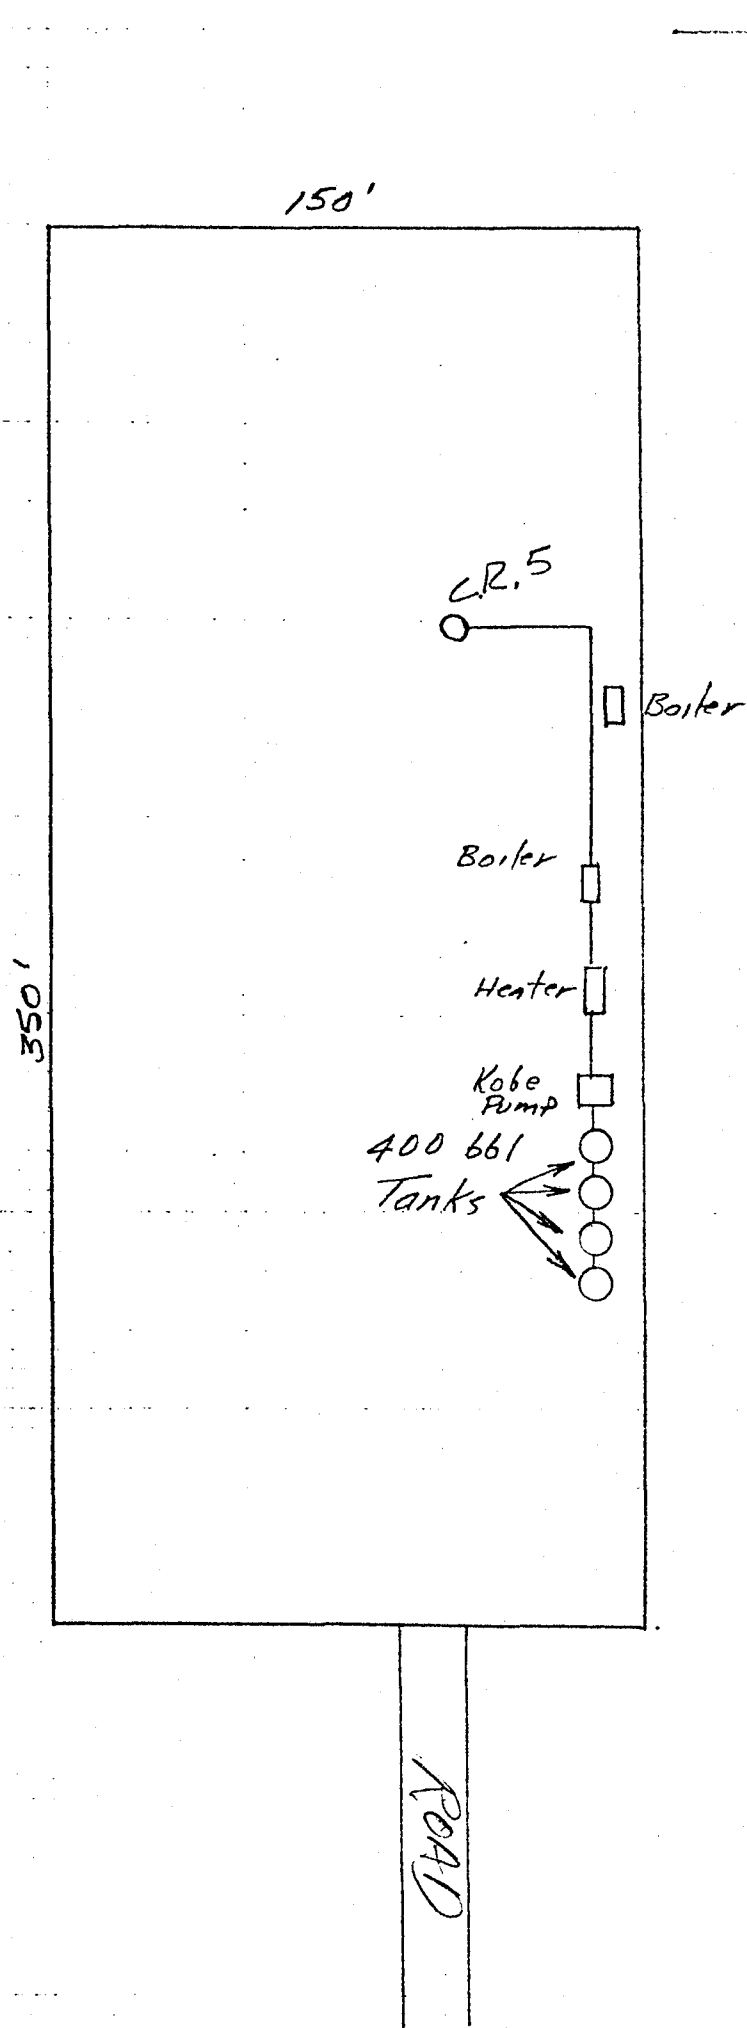 150'
C.R. 5
Boiler
Boiler
350'
Heater
Kobe
Pump
400 bbl
Tanks
ROAD